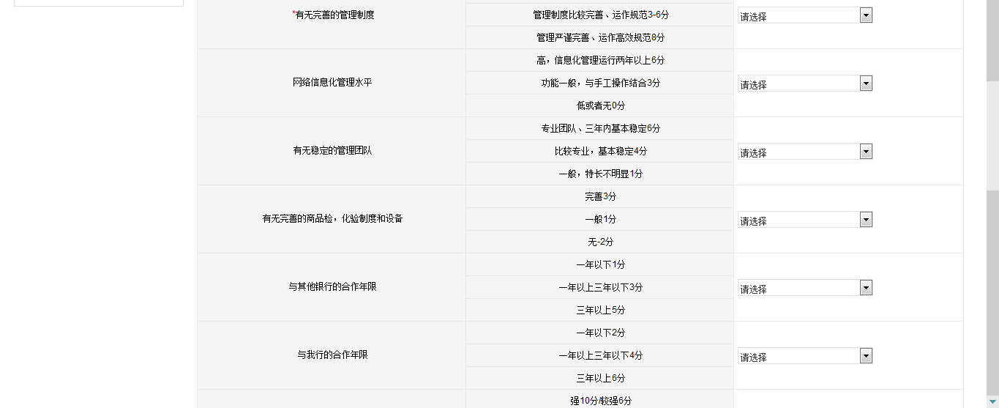 *有无完善的管理制度
管理制度比较完善、运作规范3-6分
请选择
管理严谨完善、运作高效规范8分
网络信息化管理水平
高，信息化管理运行两年以上6分
功能一般，与手工操作结合3分
请选择
低或者无0分
有无稳定的管理团队
专业团队、三年内基本稳定6分
比较专业，基本稳定4分
请选择
一般，特长不明显1分
有无完善的商品检，化验制度和设备
完善3分
一般1分
请选择
无-2分
与其他银行的合作年限
一年以下1分
一年以上三年以下3分
请选择
三年以上5分
与我行的合作年限
一年以下2分
一年以上三年以下4分
请选择
三年以上6分
强10分/较强6分